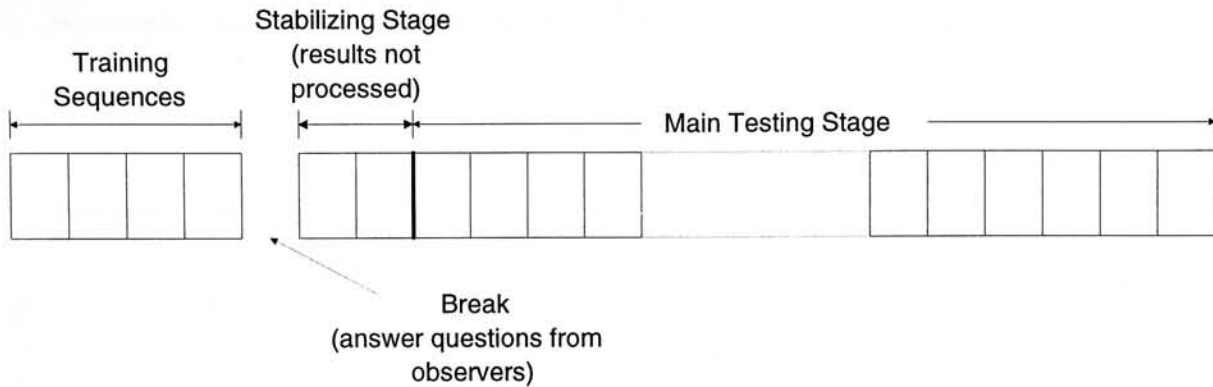 Stabilizing Stage
(results not
processed)
Training
Sequences
Main Testing Stage
Break
(answer questions from
observers)